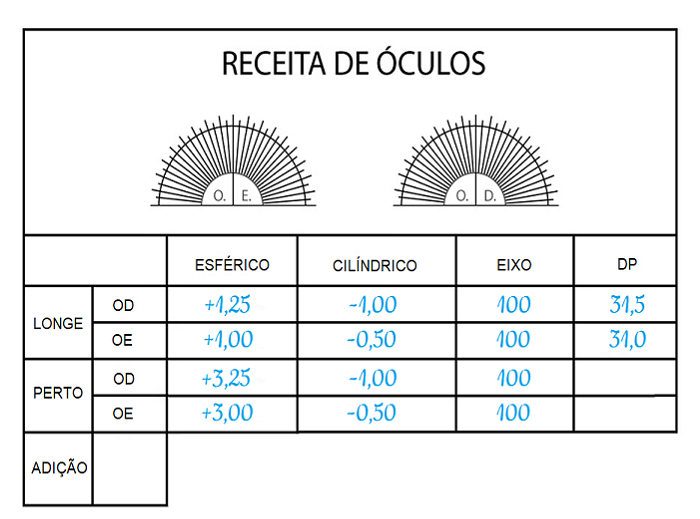 RECEITA DE ÓCULOS
O. E. O. D.
ESFÉRICO CILÍNDRICO EIXO DP
LONGE OD +1,25 -1,00 100 31,5
OE +1,00 -0,50 100 31,0
PERTO OD +3,25 -1,00 100
OE +3,00 -0,50 100
ADIÇÃO